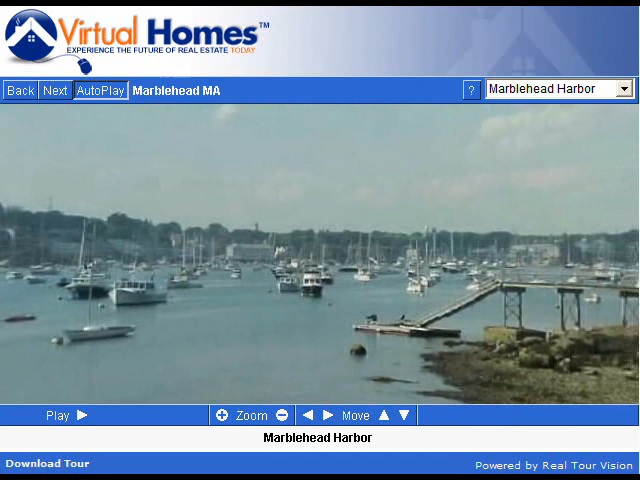 Virtual Homes™
EXPERIENCE THE FUTURE OF REAL ESTATE TODAY
Back Next AutoPlay Marblehead MA ? Marblehead Harbor
Play Zoom Move
Marblehead Harbor
Download Tour Powered by Real Tour Vision